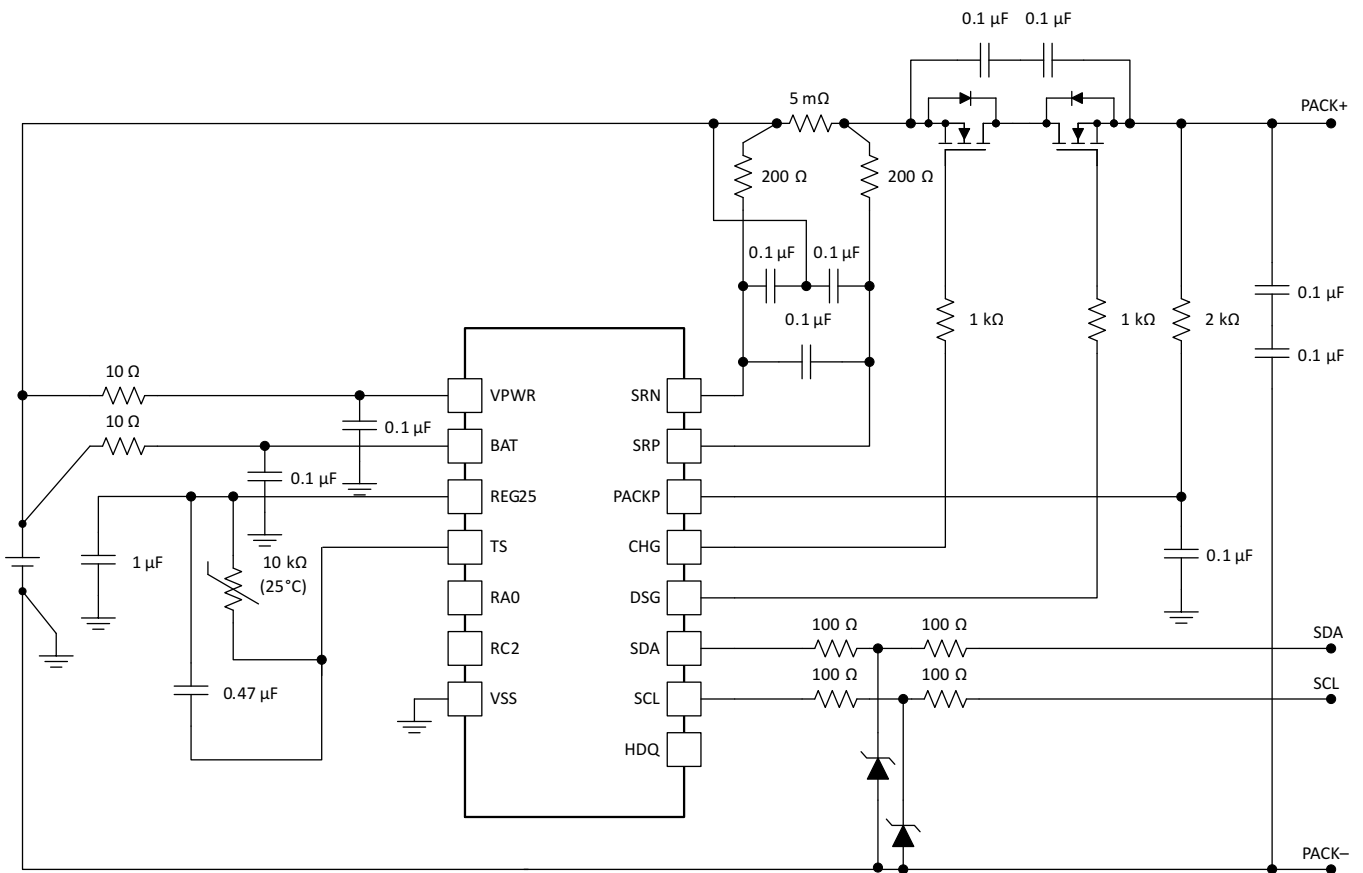 0.1 µF 0.1 µF
5 mΩ
PACK+
200 Ω
200 Ω
0.1 µF
0.1 µF
0.1 µF
1 kΩ
1 kΩ
2 kΩ
0.1 µF
0.1 µF
10 Ω
VPWR
SRN
10 Ω
0.1 µF
BAT
SRP
0.1 µF
REG25
PACKP
1 µF
10 kΩ
(25°C)
TS
CHG
0.1 µF
RA0
DSG
RC2
SDA
100 Ω
100 Ω
SDA
0.47 µF
VSS
SCL
100 Ω
100 Ω
SCL
HDQ
PACK–